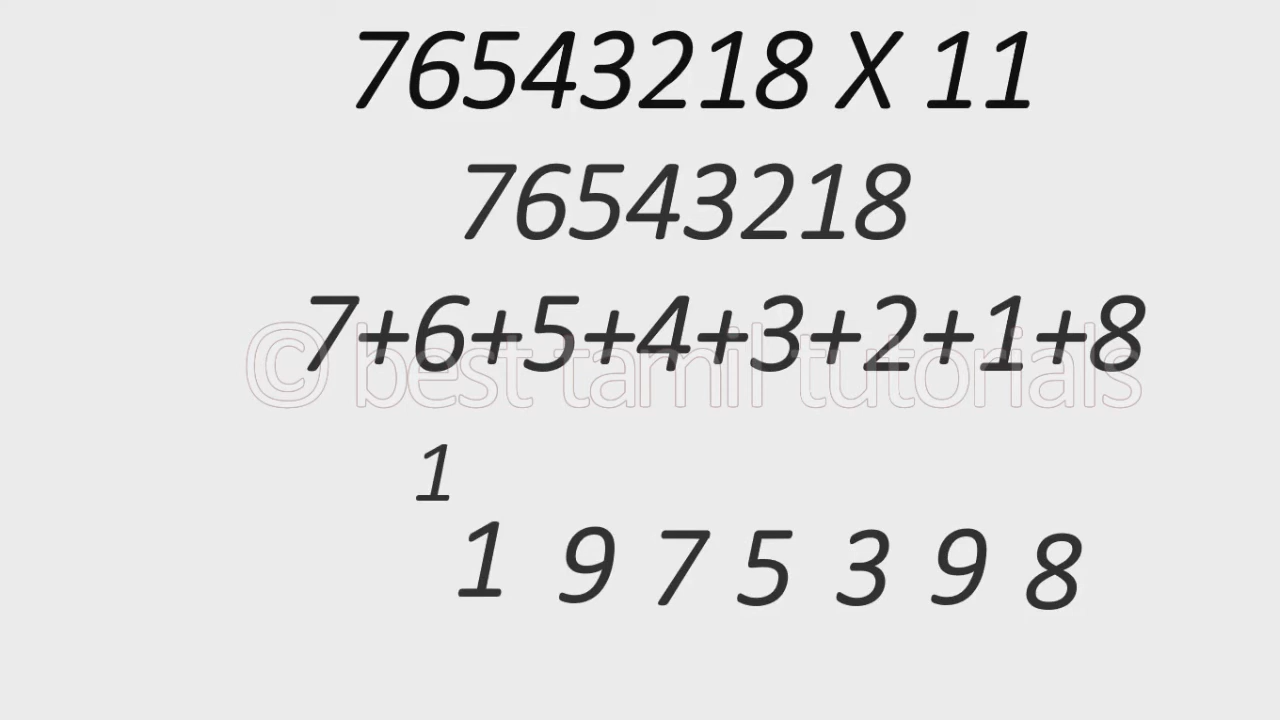 76543218 X 11
76543218
7+6+5+4+3+2+1+8
© best tamil tutorials
1
1 9 7 5 3 9 8